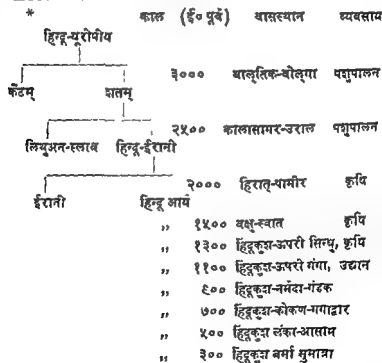 * काल (ई० पूर्व) वासस्थान व्यवसाय
हिन्दू-यूरोपीय
३००० बाल्तिक-वोल्गा पशुपालन
केंटम् शतम्
२५०० कालासागर-उराल पशुपालन
लिथुअन-स्लाव हिन्दू-ईरानी
२००० हिरात्-पामीर कृषि
ईरानी हिन्दू आर्य
,, १५०० वक्षु-स्वात कृषि
,, १३०० हिंदूकुश-ऊपरी सिन्धु, कृषि
,, ११०० हिंदूकुश-ऊपरी गंगा, उद्यान
,, ९०० हिंदूकुश-नर्मदा-गंडक
,, ७०० हिंदूकुश-कोकण-गगाद्वार
,, ५०० हिंदूकुश लंका-आसाम
,, ३०० हिंदूकुश बर्मा सुमात्रा